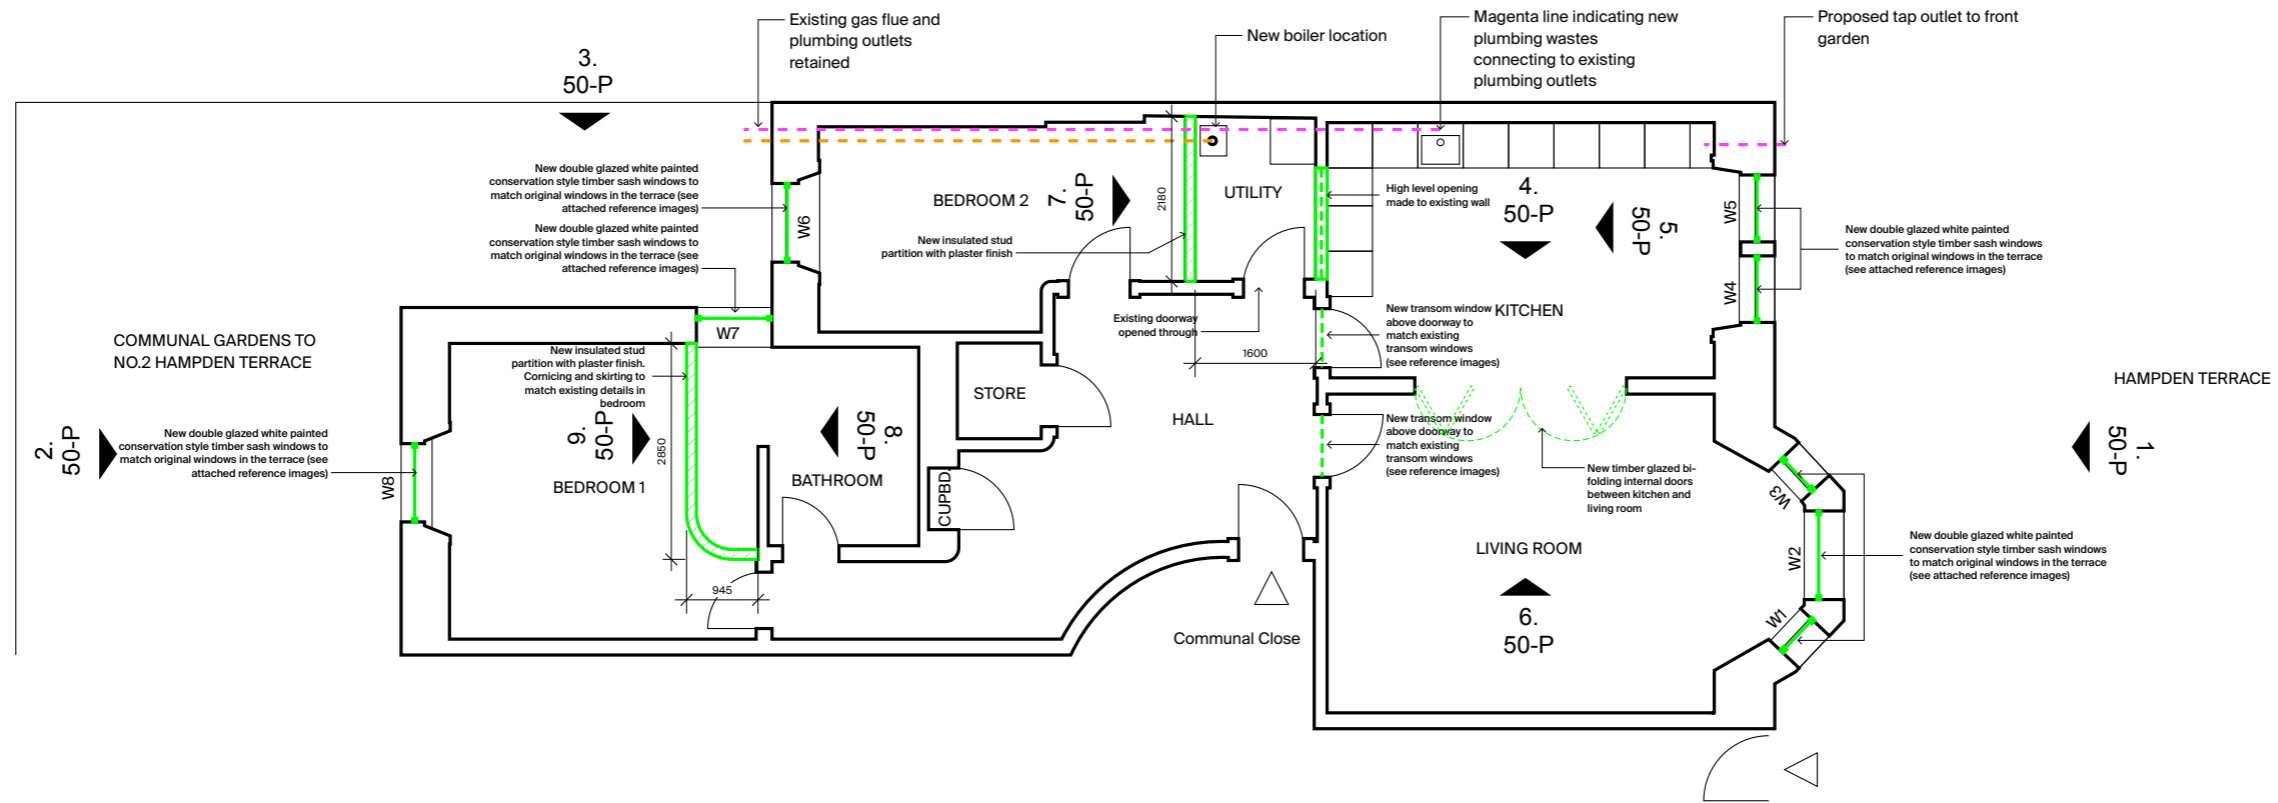 Existing gas flue and
plumbing outlets
retained
New boiler location
Magenta line indicating new
plumbing wastes
connecting to existing
plumbing outlets
Proposed tap outlet to front
garden
3.
50-P
New double glazed white painted
conservation style timber sash windows to
match original windows in the terrace (see
attached reference images)
New double glazed white painted
conservation style timber sash windows to
match original windows in the terrace (see
attached reference images)
W6
BEDROOM 2
7.
50-P
2180
UTILITY
New insulated stud
partition with plaster finish
High level opening
made to existing wall
4.
50-P
5.
50-P
W5
W4
New double glazed white painted
conservation style timber sash windows
to match original windows in the terrace
(see attached reference images)
COMMUNAL GARDENS TO
NO.2 HAMPDEN TERRACE
W7
New insulated stud
partition with plaster finish.
Cornicing and skirting to
match existing details in
bedroom
Existing doorway
opened through
1600
New transom window
above doorway to
match existing
transom windows
(see reference images)
KITCHEN
STORE
HALL
HAMPDEN TERRACE
2.
50-P
New double glazed white painted
conservation style timber sash windows to
match original windows in the terrace (see
attached reference images)
W8
9.
50-P
2850
BEDROOM 1
8.
50-P
BATHROOM
CUPBD.
New transom window
above doorway to
match existing
transom windows
(see reference images)
New timber glazed bi-
folding internal doors
between kitchen and
living room
W3
1.
50-P
LIVING ROOM
W2
New double glazed white painted
conservation style timber sash windows
to match original windows in the terrace
(see attached reference images)
945
6.
50-P
W1
Communal Close